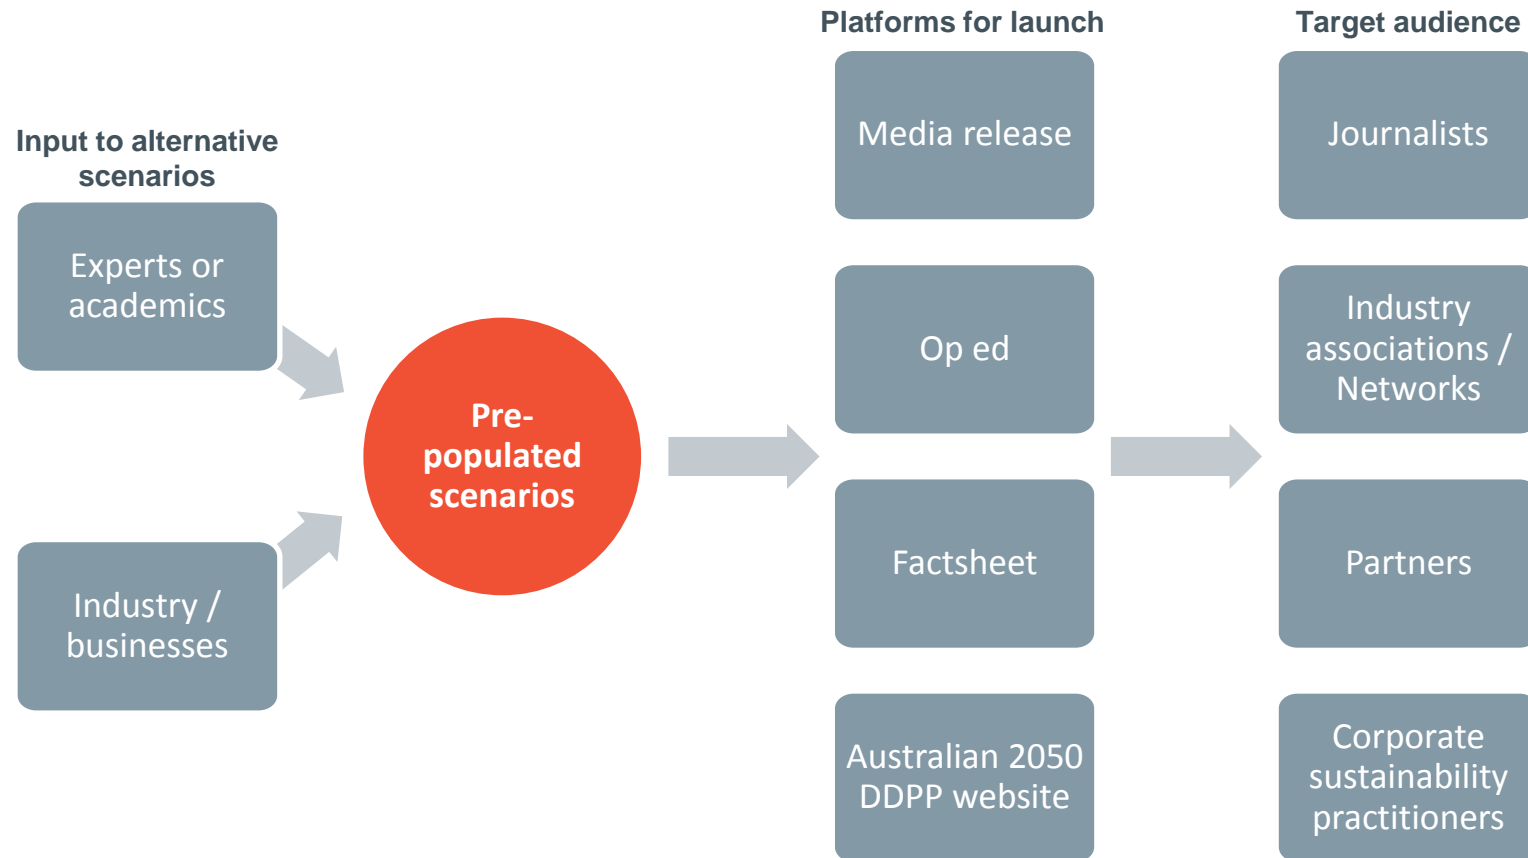 Input to alternative
scenarios
Experts or
academics
Industry /
businesses
Pre-
populated
scenarios
Platforms for launch
Media release
Op ed
Factsheet
Australian 2050
DDPP website
Target audience
Journalists
Industry
associations /
Networks
Partners
Corporate
sustainability
practitioners